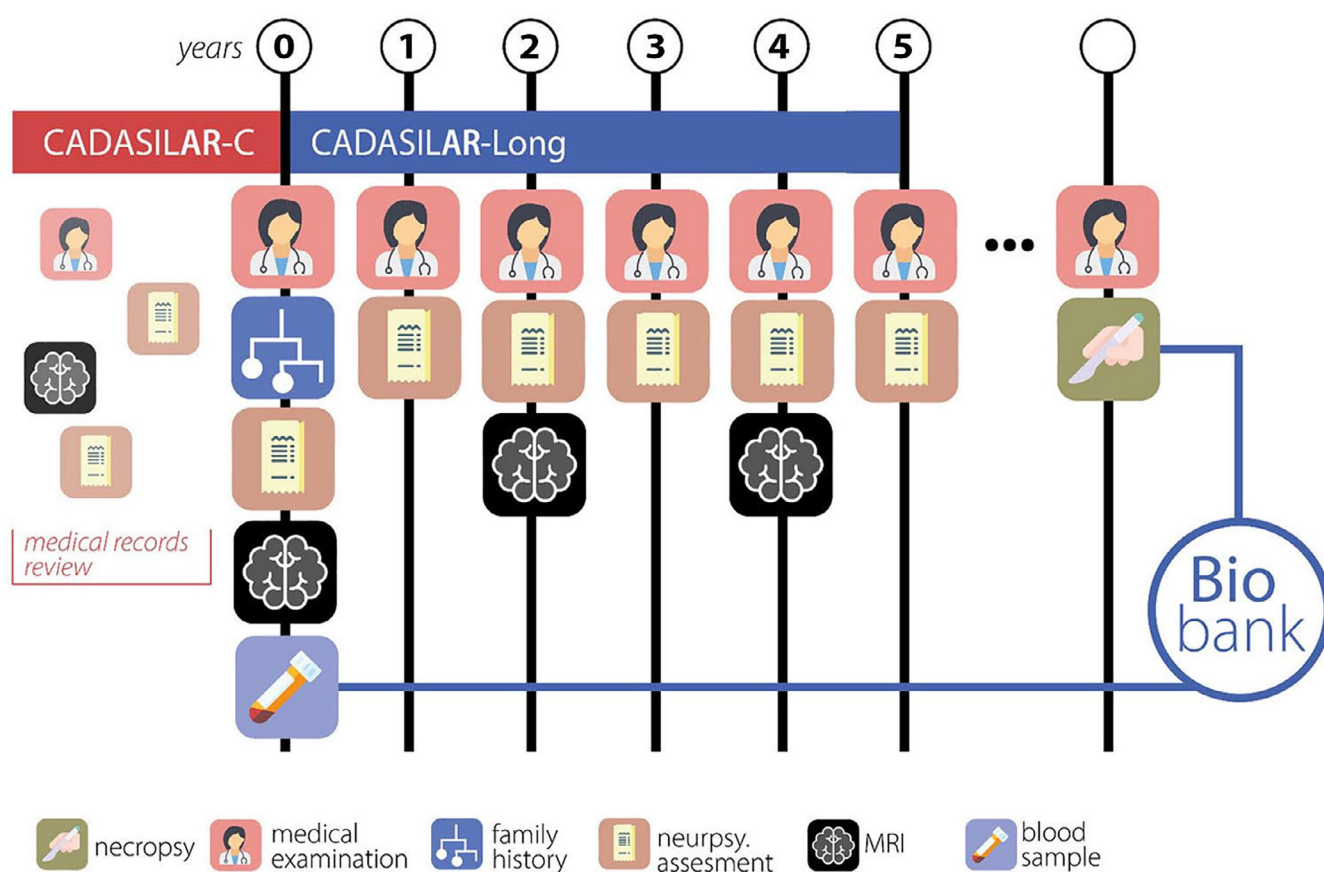 years 0 1 2 3 4 5
CADASILAR-C
CADASILAR-Long
medical records
review
Bio
bank
necropsy
medical
examination
family
history
neurpsy.
assesment
MRI
blood
sample